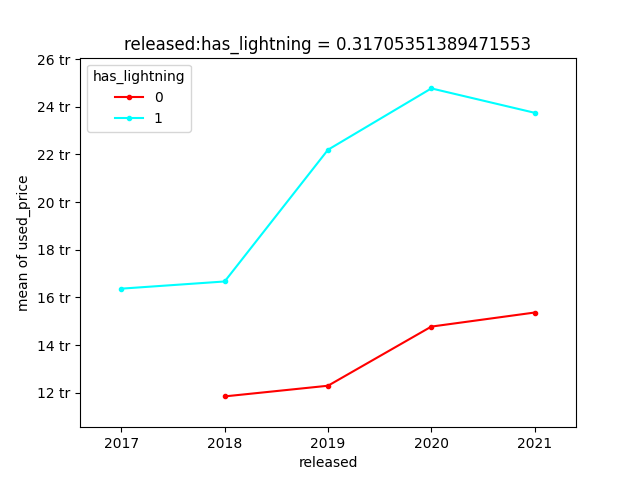 released:has_lightning = 0.31705351389471553
26 tr
24 tr
22 tr
20 tr
18 tr
16 tr
14 tr
12 tr
mean of used_price
has_lightning
0
1
2017 2018 2019 2020 2021
released